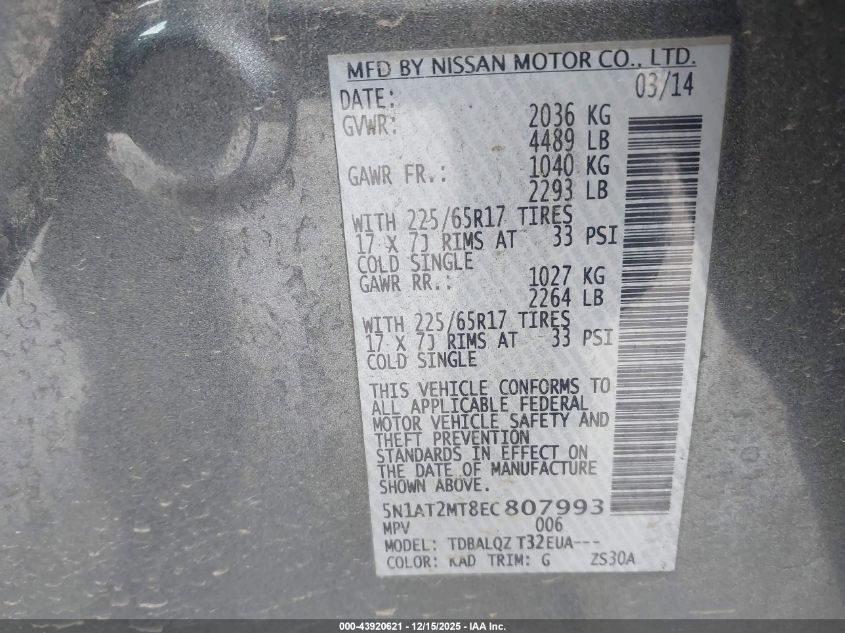 MFD BY NISSAN MOTOR CO., LTD.
DATE: 03/14
GVWR: 2036 KG
4489 LB
GAWR FR.: 1040 KG
2293 LB
WITH 225/65R17 TIRES
17 X 7J RIMS AT 33 PSI
COLD SINGLE
GAWR RR.: 1027 KG
2264 LB
WITH 225/65R17 TIRES
17 X 7J RIMS AT 33 PSI
COLD SINGLE
THIS VEHICLE CONFORMS TO
ALL APPLICABLE FEDERAL
MOTOR VEHICLE SAFETY AND
THEFT PREVENTION
STANDARDS IN EFFECT ON
THE DATE OF MANUFACTURE
SHOWN ABOVE.
5N1AT2MT8EC807993
MPV 006
MODEL: TDBALQZ T32EUA---
COLOR: KAD TRIM: G ZS30A
000-43920621 - 12/15/2025 - IAA Inc.